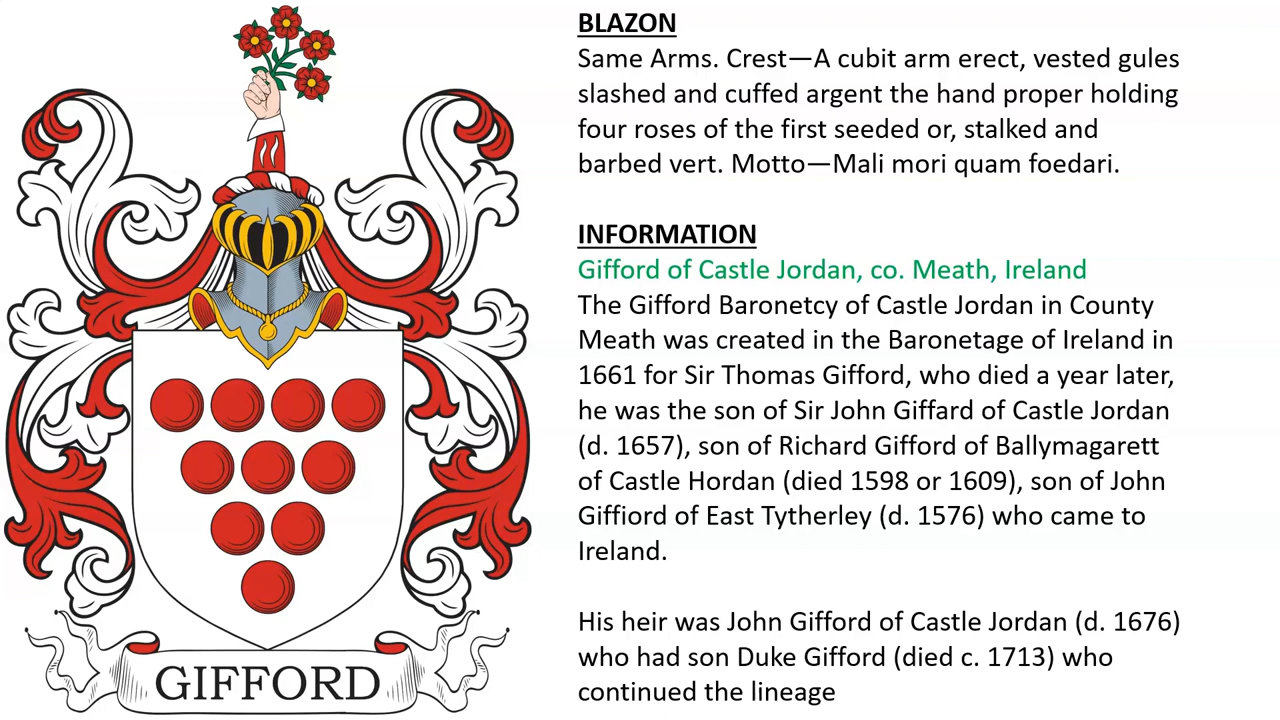 BLAZON
Same Arms. Crest—A cubit arm erect, vested gules
slashed and cuffed argent the hand proper holding
four roses of the first seeded or, stalked and
barbed vert. Motto—Mali mori quam foedari.
INFORMATION
Gifford of Castle Jordan, co. Meath, Ireland
The Gifford Baronetcy of Castle Jordan in County
Meath was created in the Baronetage of Ireland in
1661 for Sir Thomas Gifford, who died a year later,
he was the son of Sir John Giffard of Castle Jordan
(d. 1657), son of Richard Gifford of Ballymagarett
of Castle Hordan (died 1598 or 1609), son of John
Giffiord of East Tytherley (d. 1576) who came to
Ireland.
His heir was John Gifford of Castle Jordan (d. 1676)
who had son Duke Gifford (died c. 1713) who
continued the lineage
GIFFORD